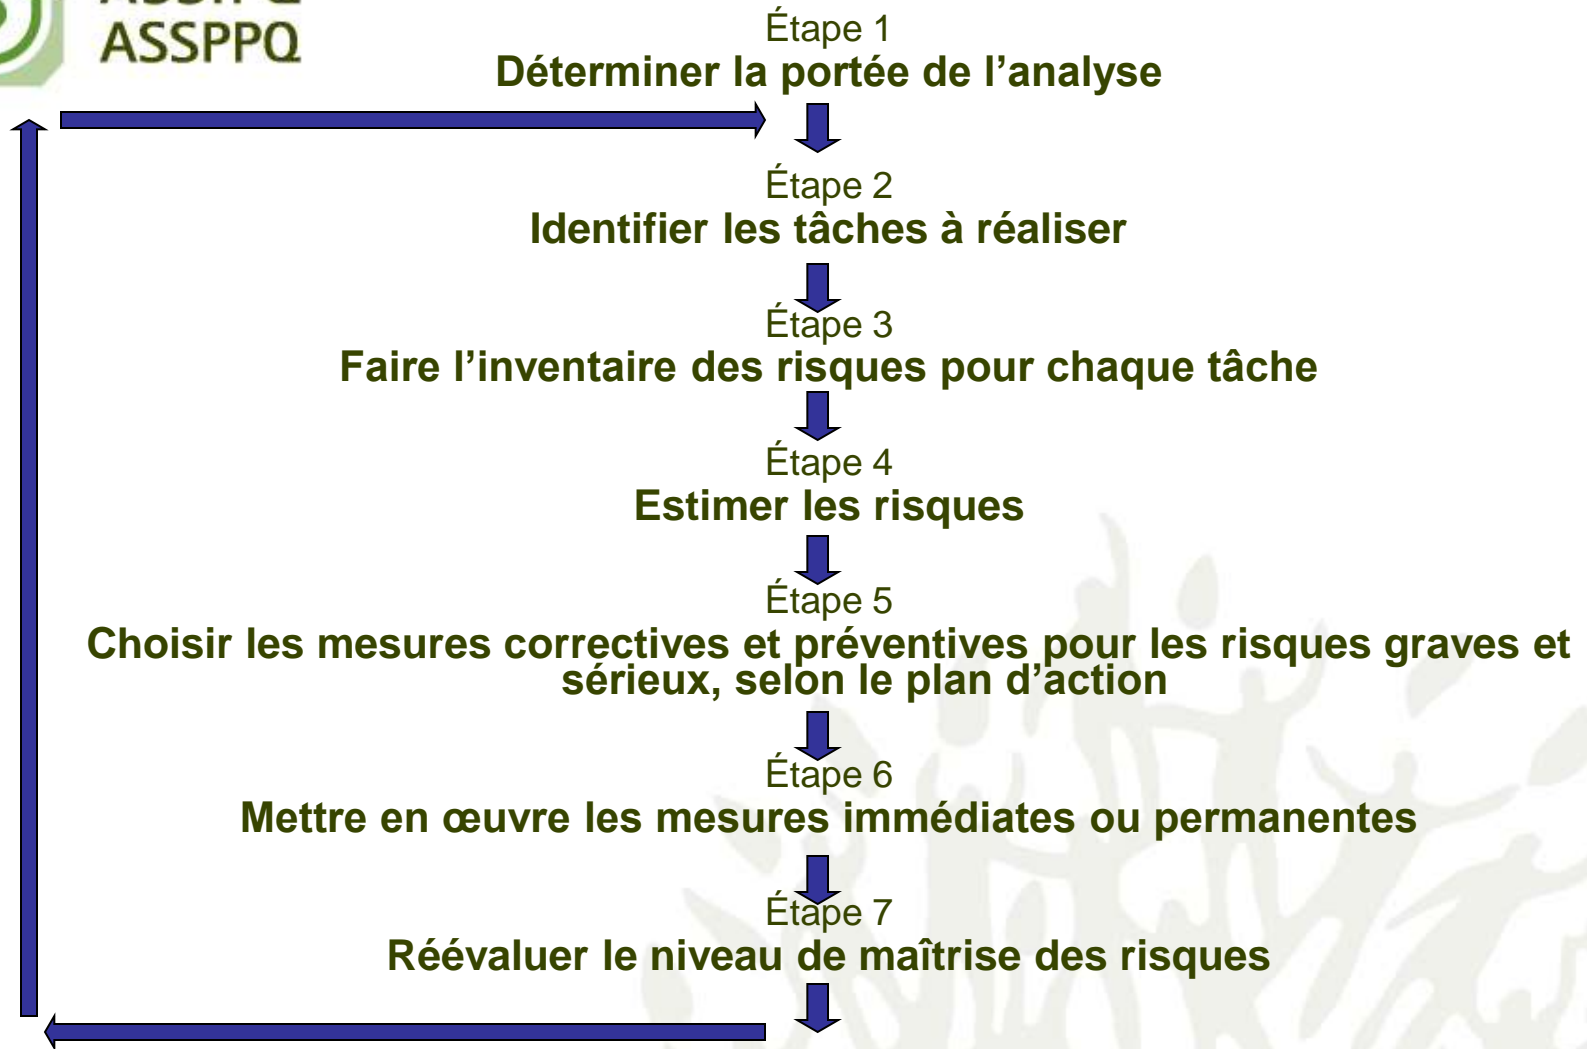 ASSPPQ
Étape 1
Déterminer la portée de l’analyse
Étape 2
Identifier les tâches à réaliser
Étape 3
Faire l’inventaire des risques pour chaque tâche
Étape 4
Estimer les risques
Étape 5
Choisir les mesures correctives et préventives pour les risques graves et
sérieux, selon le plan d’action
Étape 6
Mettre en œuvre les mesures immédiates ou permanentes
Étape 7
Réévaluer le niveau de maîtrise des risques